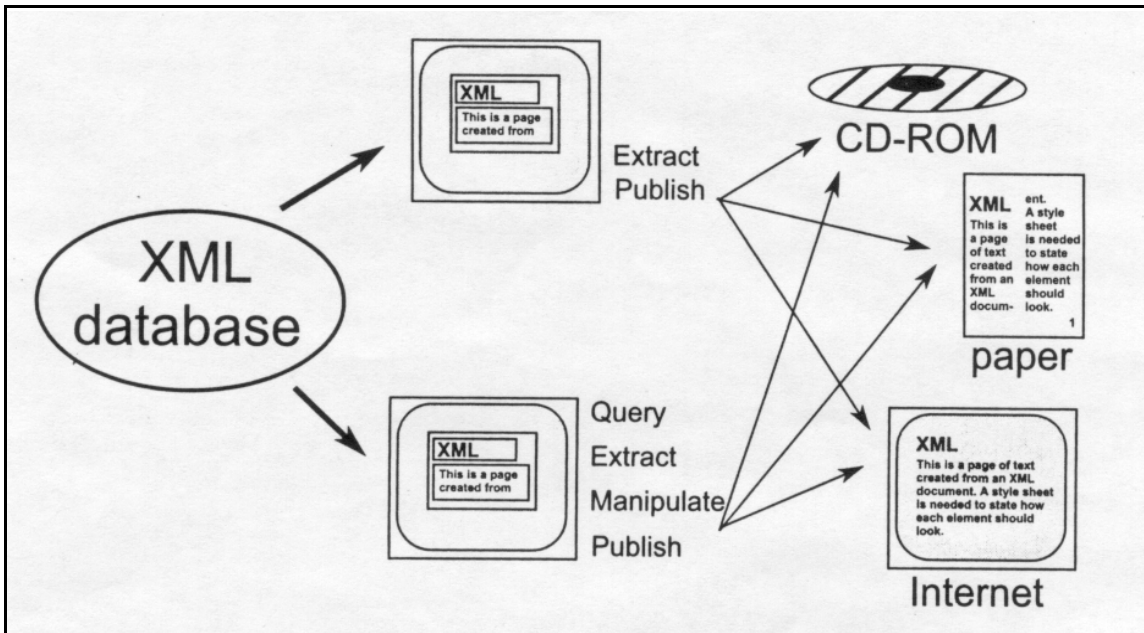 XML
database
XML
This is a page
created from
Extract
Publish
XML
This is a page
created from
Query
Extract
Manipulate
Publish
CD-ROM
XML
This is
a page
of text
created
from an
XML
docum-
ent.
A style
sheet
is needed
to state
how each
element
should
look.
1
paper
XML
This is a page of text
created from an XML
document. A style sheet
is needed to state how
each element should
look.
Internet